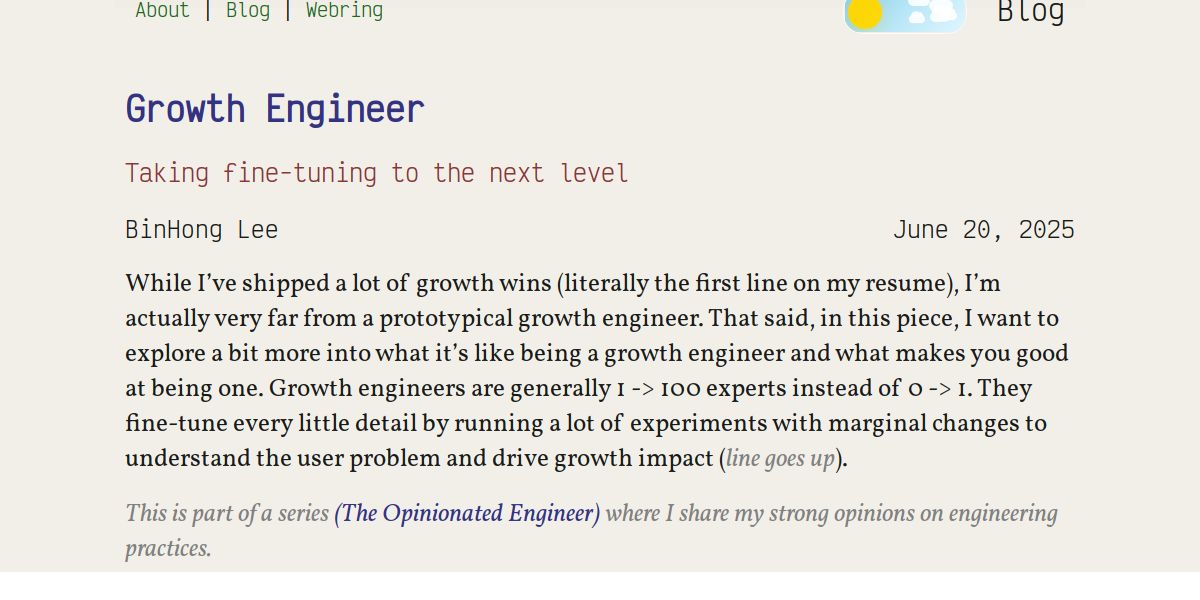 About | Blog | Webring
Blog
Growth Engineer
Taking fine-tuning to the next level
BinHong Lee
June 20, 2025
While I’ve shipped a lot of growth wins (literally the first line on my resume), I’m
actually very far from a prototypical growth engineer. That said, in this piece, I want to
explore a bit more into what it’s like being a growth engineer and what makes you good
at being one. Growth engineers are generally 1 -> 100 experts instead of 0 -> 1. They
fine-tune every little detail by running a lot of experiments with marginal changes to
understand the user problem and drive growth impact (line goes up).
This is part of a series (The Opinionated Engineer) where I share my strong opinions on engineering
practices.